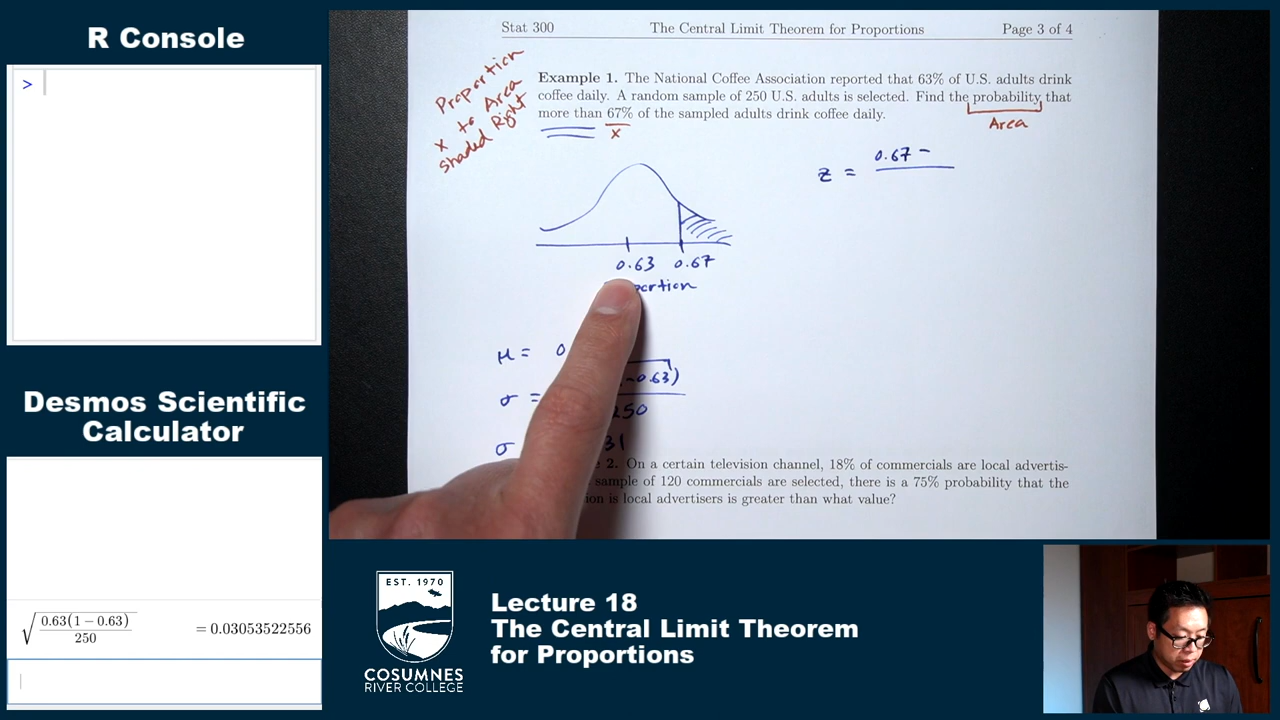 R Console
>
Desmos Scientific
Calculator
√(0.63(1−0.63)/250) = 0.03053522556
Stat 300 The Central Limit Theorem for Proportions Page 3 of 4
Proportion
x to Area
shaded Right
Example 1. The National Coffee Association reported that 63% of U.S. adults drink
coffee daily. A random sample of 250 U.S. adults is selected. Find the probability that
more than 67% of the sampled adults drink coffee daily.
x
Area
z = 0.67 −
0.63 0.67
portion
μ = 0
σ = −0.63)
250
σ 31
2. On a certain television channel, 18% of commercials are local advertis-
sample of 120 commercials are selected, there is a 75% probability that the
is local advertisers is greater than what value?
EST. 1970
COSUMNES
RIVER COLLEGE
Lecture 18
The Central Limit Theorem
for Proportions